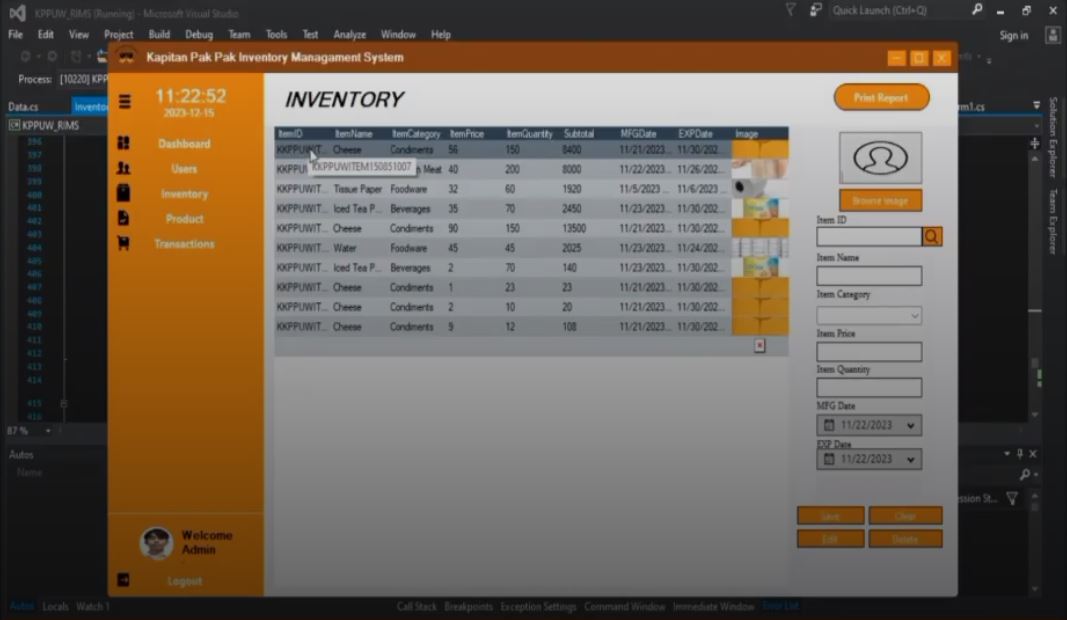 KPPUW_RIMS (Running) - Microsoft Visual Studio
Quick Launch (Ctrl+Q)
File Edit View Project Build Debug Team Tools Test Analyze Window Help
Sign in
Process: [10220] KPP
Kapitan Pak Pak Inventory Managament System
Data.cs
Invento
rm1.cs
KPPUW_RIMS
11:22:52
2023-12-15
Dashboard
Users
Inventory
Product
Transactions
INVENTORY
Print Report
ItemID ItemName ItemCategory ItemPrice ItemQuantity Subtotal MFGDate EXPDate Image
KKPPUWIT... Cheese Condiments 56 150 8400 11/21/2023... 11/30/202...
KKPPU n Meat 40 200 8000 11/22/2023... 11/26/202...
KKPPUWITEM150851007
KKPPUWIT... Tissue Paper Foodware 32 60 1920 11/5/2023 ... 11/6/2023 ...
KKPPUWIT... Iced Tea P... Beverages 35 70 2450 11/23/2023... 11/30/202...
KKPPUWIT... Cheese Condiments 90 150 13500 11/21/2023... 11/30/202...
KKPPUWIT... Water Foodware 45 45 2025 11/23/2023... 11/24/202...
KKPPUWIT... Iced Tea P... Beverages 2 70 140 11/23/2023... 11/30/202...
KKPPUWIT... Cheese Condiments 1 23 23 11/21/2023... 11/30/202...
KKPPUWIT... Cheese Condiments 2 10 20 11/21/2023... 11/30/202...
KKPPUWIT... Cheese Condiments 9 12 108 11/21/2023... 11/30/202...
Browse Image
Item ID
Item Name
Item Category
Item Price
Item Quantity
MFG Date
11/22/2023
EXP Date
11/22/2023
Save Clear
Edit Delete
Welcome
Admin
Logout
396
397
398
399
400
401
402
403
404
405
406
407
408
409
410
411
412
413
414
415
416
87 %
Autos
Name
Solution Explorer
Team Explorer
ession St...
Autos Locals Watch 1
Call Stack Breakpoints Exception Settings Command Window Immediate Window Error List